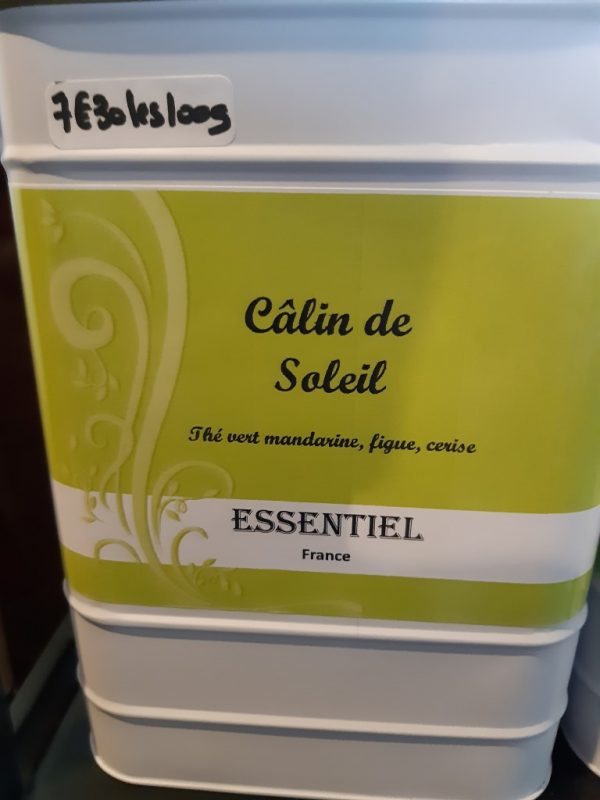 7€30 les 100g
Câlin de
Soleil
Thé vert mandarine, figue, cerise
ESSENTIEL
France